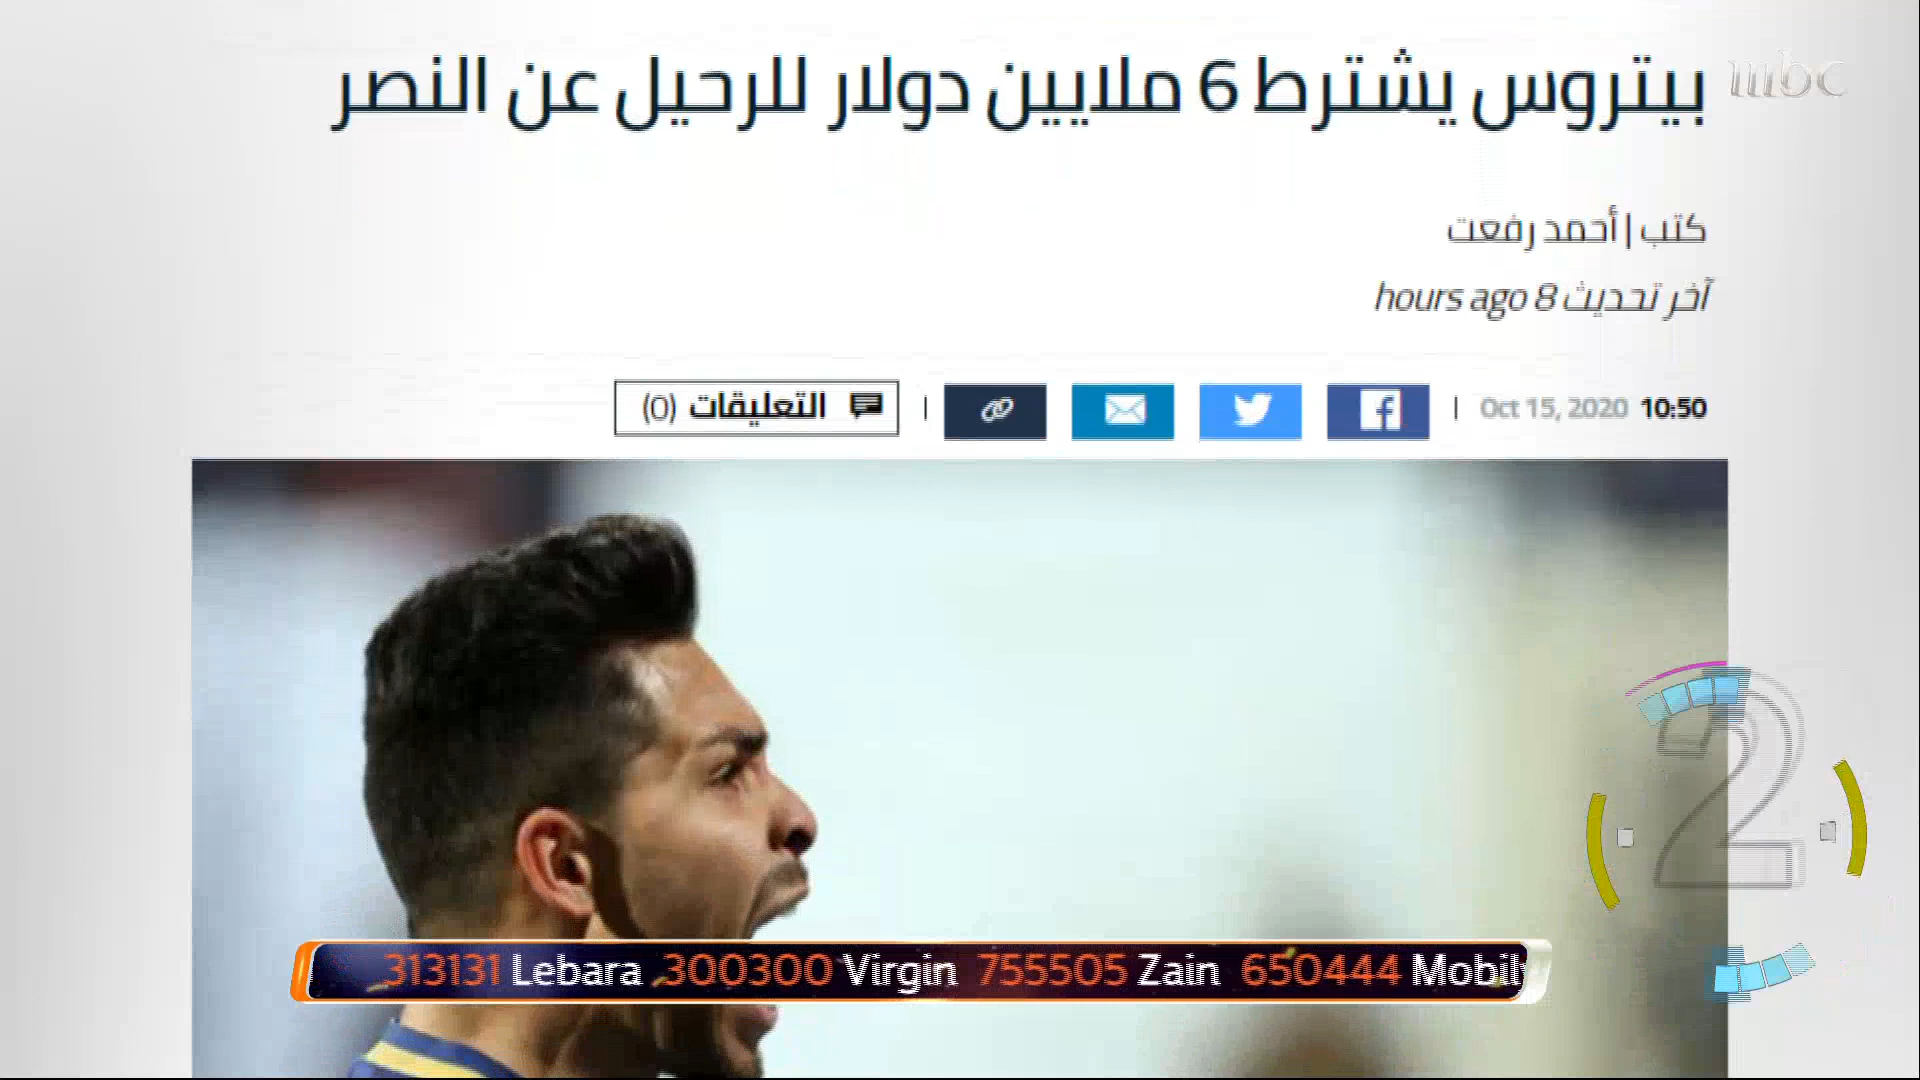 بيتروس يشترط 6 ملايين دولار للرحيل عن النصر
mbc
كتب | أحمد رفعت
آخر تحديث 8 hours ago
10:50 Oct 15, 2020 | | التعليقات (0)
2
313131 Lebara 300300 Virgin 755505 Zain 650444 Mobily